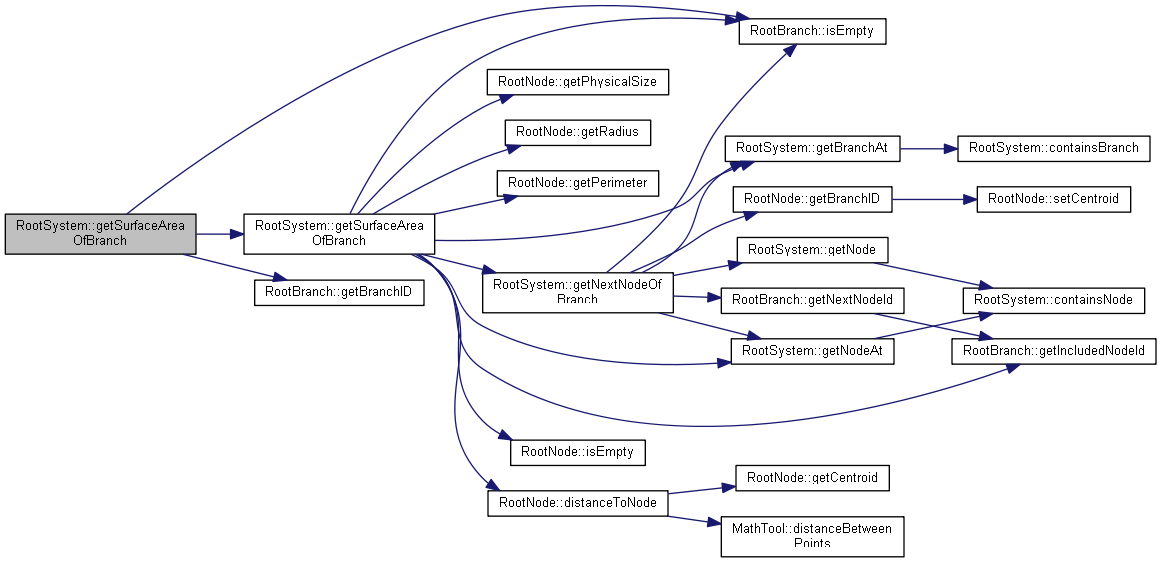 RootSystem::getSurfaceArea
OfBranch
RootSystem::getSurfaceArea
OfBranch
RootBranch::getBranchID
RootBranch::isEmpty
RootNode::getPhysicalSize
RootNode::getRadius
RootNode::getPerimeter
RootSystem::getNextNodeOf
Branch
RootNode::isEmpty
RootNode::distanceToNode
RootSystem::getBranchAt
RootNode::getBranchID
RootSystem::getNode
RootBranch::getNextNodeId
RootSystem::getNodeAt
RootNode::getCentroid
MathTool::distanceBetween
Points
RootSystem::containsBranch
RootNode::setCentroid
RootSystem::containsNode
RootBranch::getIncludedNodeId